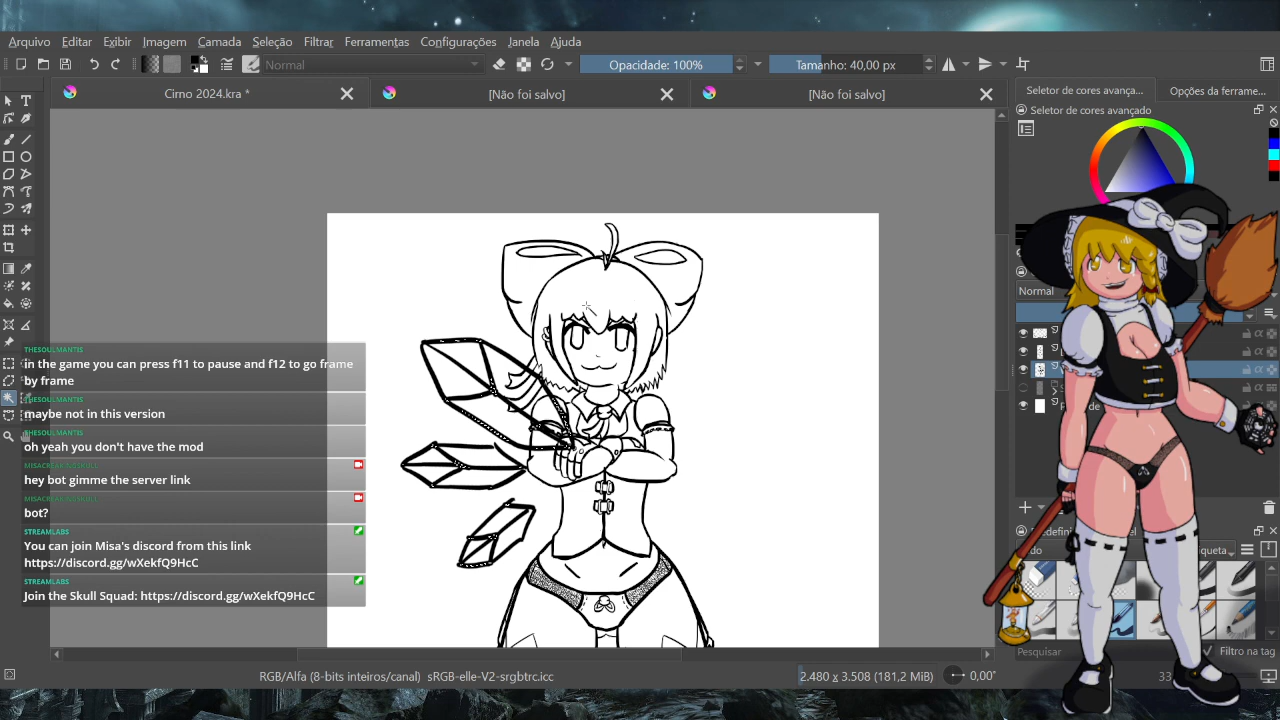 Arquivo Editar Exibir Imagem Camada Seleção Filtrar Ferramentas Configurações Janela Ajuda
Normal Opacidade: 100% Tamanho: 40,00 px
Cirno 2024.kra * [Não foi salvo] [Não foi salvo]
Seletor de cores avança... Opções da ferrame...
Seletor de cores avançado
Normal
THESOULMANTIS
in the game you can press f11 to pause and f12 to go frame
by frame
THESOULMANTIS
maybe not in this version
THESOULMANTIS
oh yeah you don't have the mod
hey bot gimme the server link
bot?
STREAMLABS
You can join Misa's discord from this link
https://discord.gg/wXekfQ9HcC
STREAMLABS
Join the Skull Squad: https://discord.gg/wXekfQ9HcC
de
Pesquisar Filtro na tag
RGB/Alfa (8-bits inteiros/canal) sRGB-elle-V2-srgbtrc.icc 2.480 x 3.508 (181,2 MiB) 0,00° 33